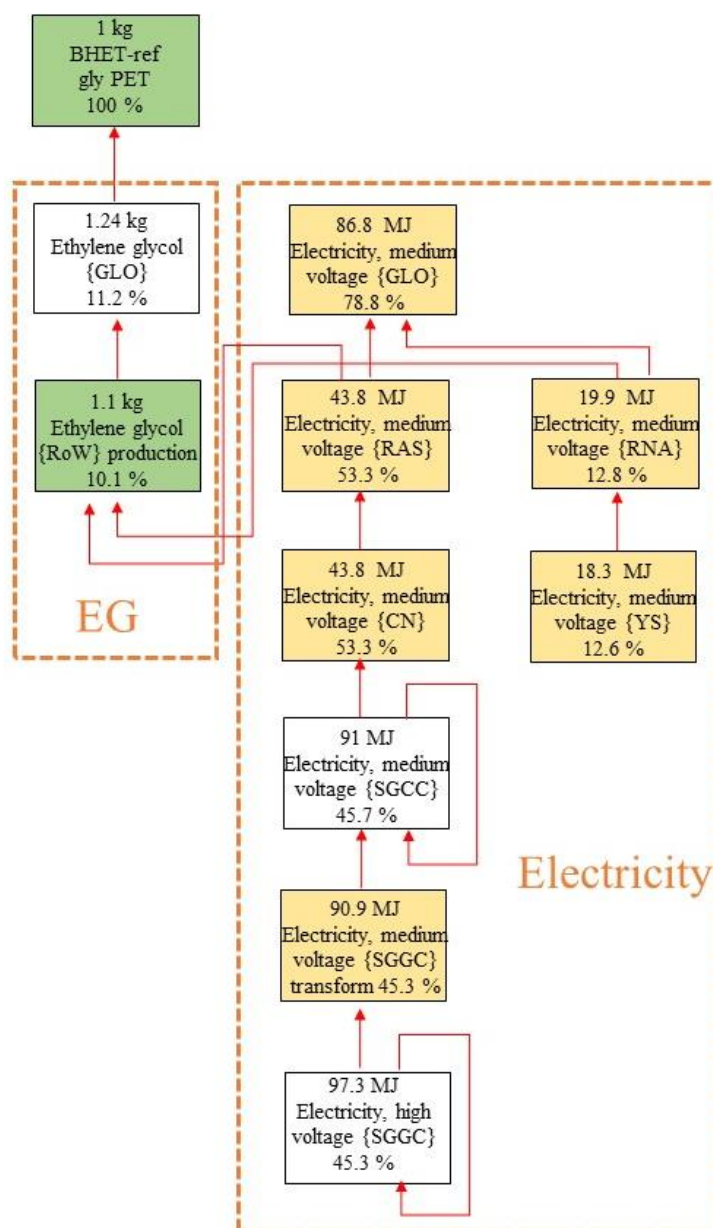 1 kg
BHET-ref
gly PET
100 %
1.24 kg
Ethylene glycol
{GLO}
11.2 %
1.1 kg
Ethylene glycol
{RoW} production
10.1 %
EG
86.8 MJ
Electricity, medium
voltage {GLO}
78.8 %
43.8 MJ
Electricity, medium
voltage {RAS}
53.3 %
19.9 MJ
Electricity, medium
voltage {RNA}
12.8 %
43.8 MJ
Electricity, medium
voltage {CN}
53.3 %
18.3 MJ
Electricity, medium
voltage {YS}
12.6 %
91 MJ
Electricity, medium
voltage {SGCC}
45.7 %
Electricity
90.9 MJ
Electricity, medium
voltage {SGGC}
transform 45.3 %
97.3 MJ
Electricity, high
voltage {SGGC}
45.3 %